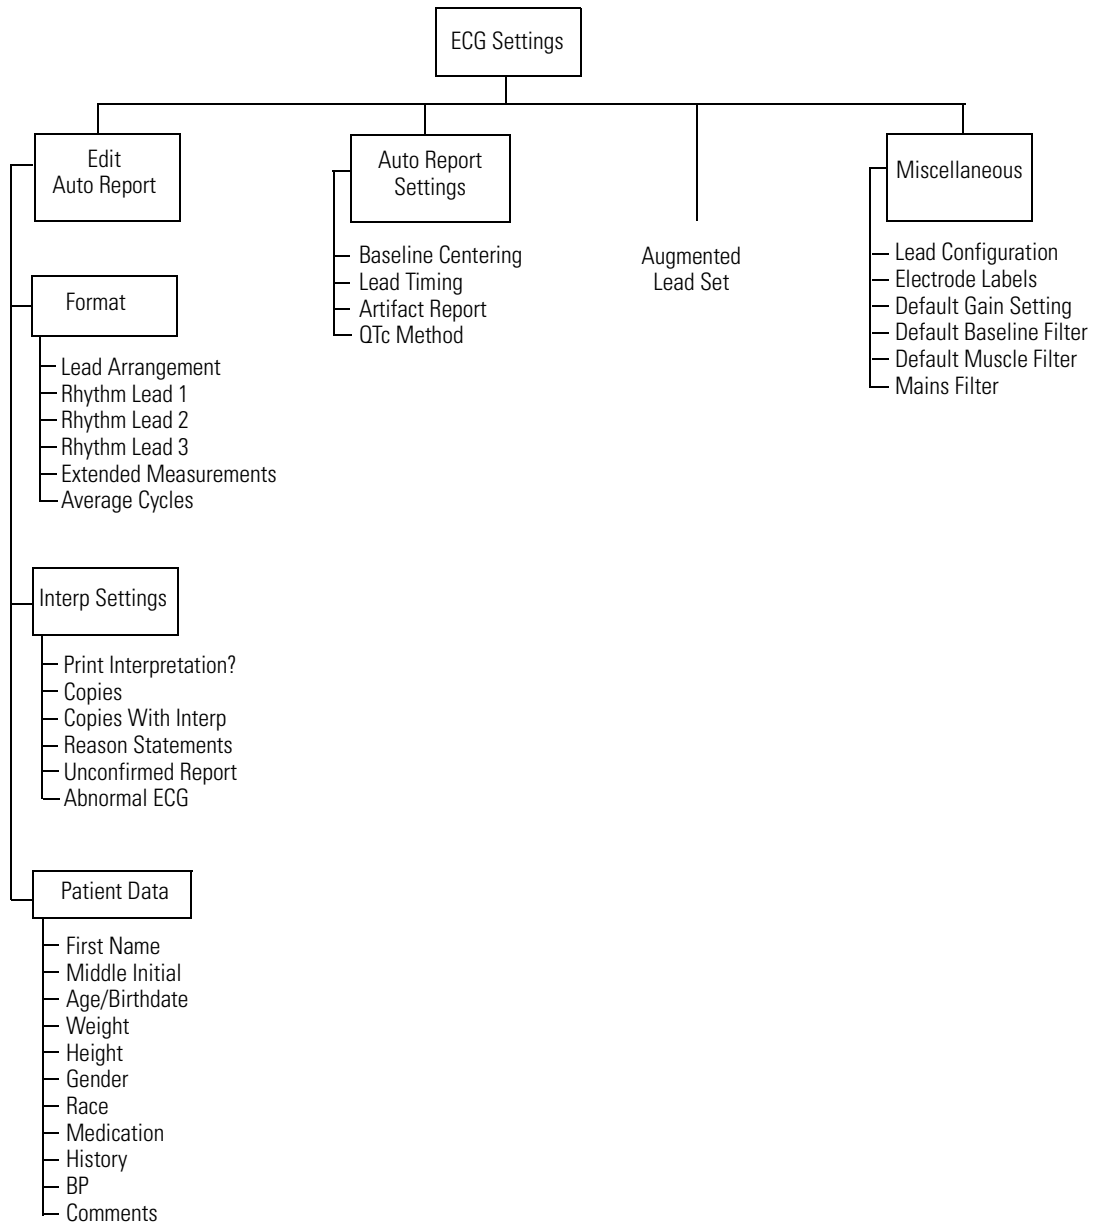 ECG Settings
Edit
Auto Report
Auto Report
Settings
Augmented
Lead Set
Miscellaneous
Baseline Centering
Lead Timing
Artifact Report
QTc Method
Lead Configuration
Electrode Labels
Default Gain Setting
Default Baseline Filter
Default Muscle Filter
Mains Filter
Format
Lead Arrangement
Rhythm Lead 1
Rhythm Lead 2
Rhythm Lead 3
Extended Measurements
Average Cycles
Interp Settings
Print Interpretation?
Copies
Copies With Interp
Reason Statements
Unconfirmed Report
Abnormal ECG
Patient Data
First Name
Middle Initial
Age/Birthdate
Weight
Height
Gender
Race
Medication
History
BP
Comments